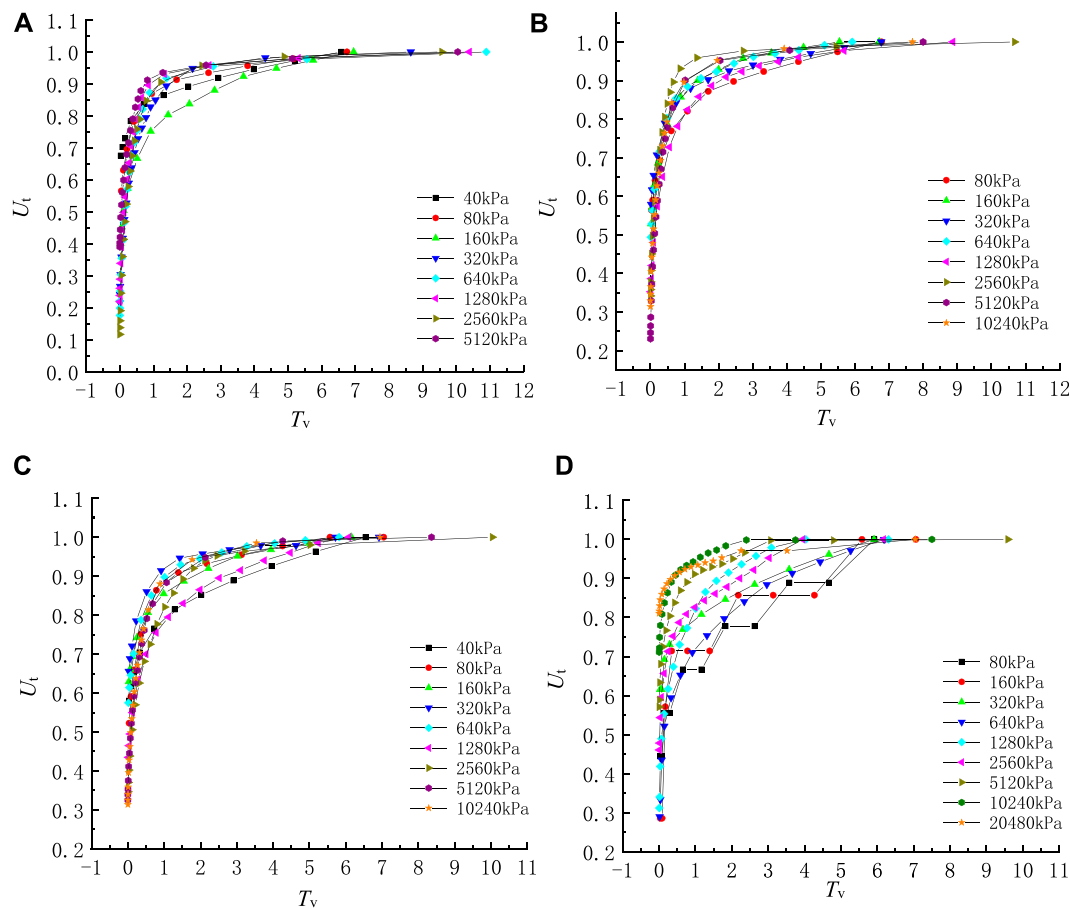 A
1.1
1.0
0.9
0.8
0.7
0.6
0.5
0.4
0.3
0.2
0.1
0.0
Ut
-1 0 1 2 3 4 5 6 7 8 9 10 11 12
Tv
40kPa
80kPa
160kPa
320kPa
640kPa
1280kPa
2560kPa
5120kPa
B
1.0
0.9
0.8
0.7
0.6
0.5
0.4
0.3
0.2
Ut
-1 0 1 2 3 4 5 6 7 8 9 10 11 12
Tv
80kPa
160kPa
320kPa
640kPa
1280kPa
2560kPa
5120kPa
10240kPa
C
1.1
1.0
0.9
0.8
0.7
0.6
0.5
0.4
0.3
0.2
Ut
-1 0 1 2 3 4 5 6 7 8 9 10 11
Tv
40kPa
80kPa
160kPa
320kPa
640kPa
1280kPa
2560kPa
5120kPa
10240kPa
D
1.1
1.0
0.9
0.8
0.7
0.6
0.5
0.4
0.3
0.2
Ut
-1 0 1 2 3 4 5 6 7 8 9 10 11
Tv
80kPa
160kPa
320kPa
640kPa
1280kPa
2560kPa
5120kPa
10240kPa
20480kPa